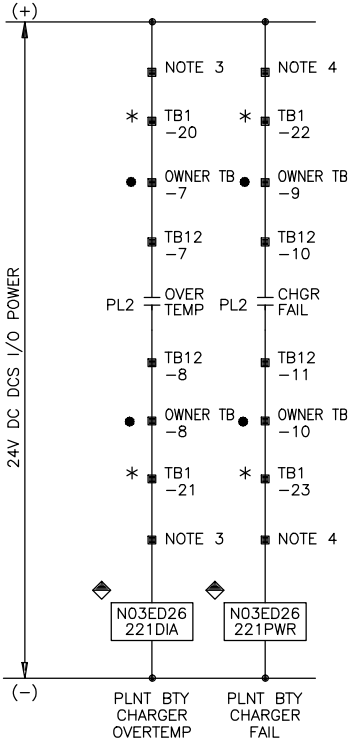 (+)
NOTE 3
NOTE 4
* TB1
-20
* TB1
-22
OWNER TB
-7
OWNER TB
-9
TB12
-7
TB12
-10
PL2
OVER
TEMP
PL2
CHGR
FAIL
24V DC DCS I/O POWER
TB12
-8
TB12
-11
OWNER TB
-8
OWNER TB
-10
* TB1
-21
* TB1
-23
NOTE 3
NOTE 4
N03ED26
221DIA
N03ED26
221PWR
(-)
PLNT BTY
CHARGER
OVERTEMP
PLNT BTY
CHARGER
FAIL